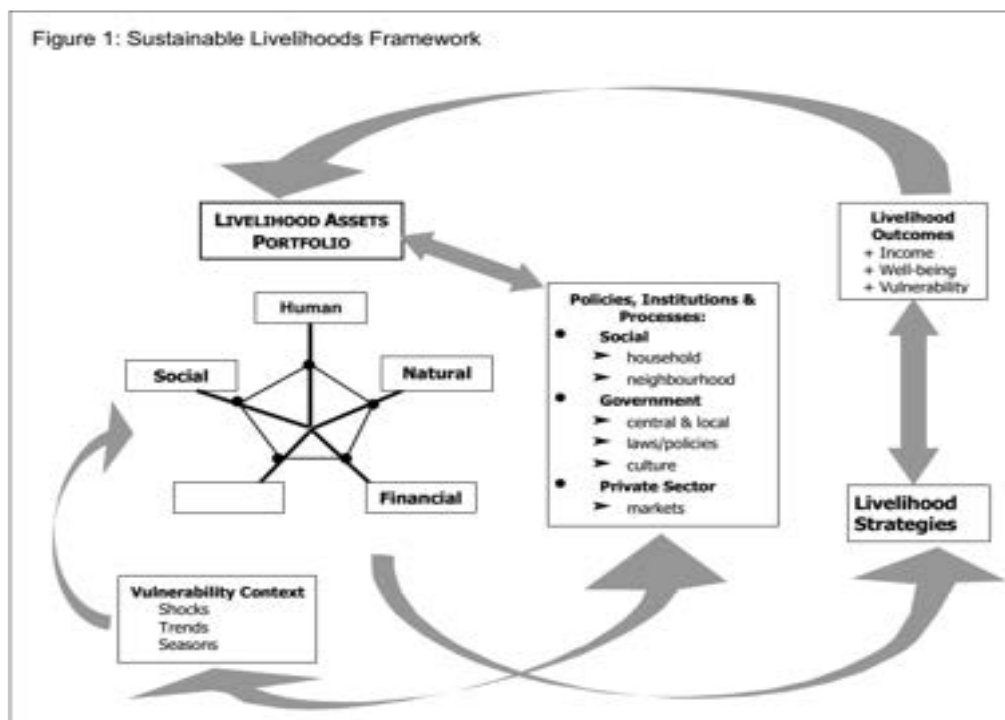 Figure 1: Sustainable Livelihoods Framework
LIVELIHOOD ASSETS
PORTFOLIO
Livelihood
Outcomes
+ Income
+ Well-being
+ Vulnerability
Human
Social
Natural
Financial
Policies, Institutions &
Processes:
• Social
➤ household
➤ neighbourhood
• Government
➤ central & local
➤ laws/policies
➤ culture
• Private Sector
➤ markets
Livelihood
Strategies
Vulnerability Context
Shocks
Trends
Seasons